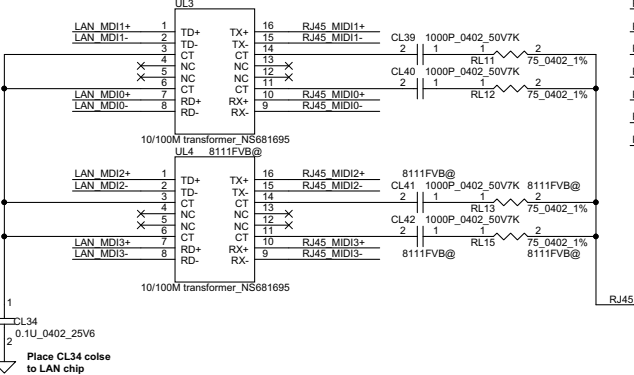 UL3
LAN_MDI1+ 1 TD+ TX+ 16 RJ45_MIDI1+
LAN_MDI1- 2 TD- TX- 15 RJ45_MIDI1-
3 CT CT 14
4 NC NC 13
5 NC NC 12
6 CT CT 11
LAN_MDI0+ 7 RD+ RX+ 10 RJ45_MIDI0+
LAN_MDI0- 8 RD- RX- 9 RJ45_MIDI0-
10/100M transformer_NS681695
CL39 1000P_0402_50V7K
2 1 1 2
RL11 75_0402_1%
CL40 1000P_0402_50V7K
2 1 1 2
RL12 75_0402_1%
UL4 8111FVB@
LAN_MDI2+ 1 TD+ TX+ 16 RJ45_MIDI2+
LAN_MDI2- 2 TD- TX- 15 RJ45_MIDI2-
3 CT CT 14
4 NC NC 13
5 NC NC 12
6 CT CT 11
LAN_MDI3+ 7 RD+ RX+ 10 RJ45_MIDI3+
LAN_MDI3- 8 RD- RX- 9 RJ45_MIDI3-
10/100M transformer_NS681695
8111FVB@
CL41 1000P_0402_50V7K 8111FVB@
2 1 1 2
RL13 75_0402_1%
CL42 1000P_0402_50V7K
2 1 1 2
RL15 75_0402_1%
8111FVB@ 8111FVB@
RJ45
1
CL34
0.1U_0402_25V6
2
Place CL34 colse
to LAN chip